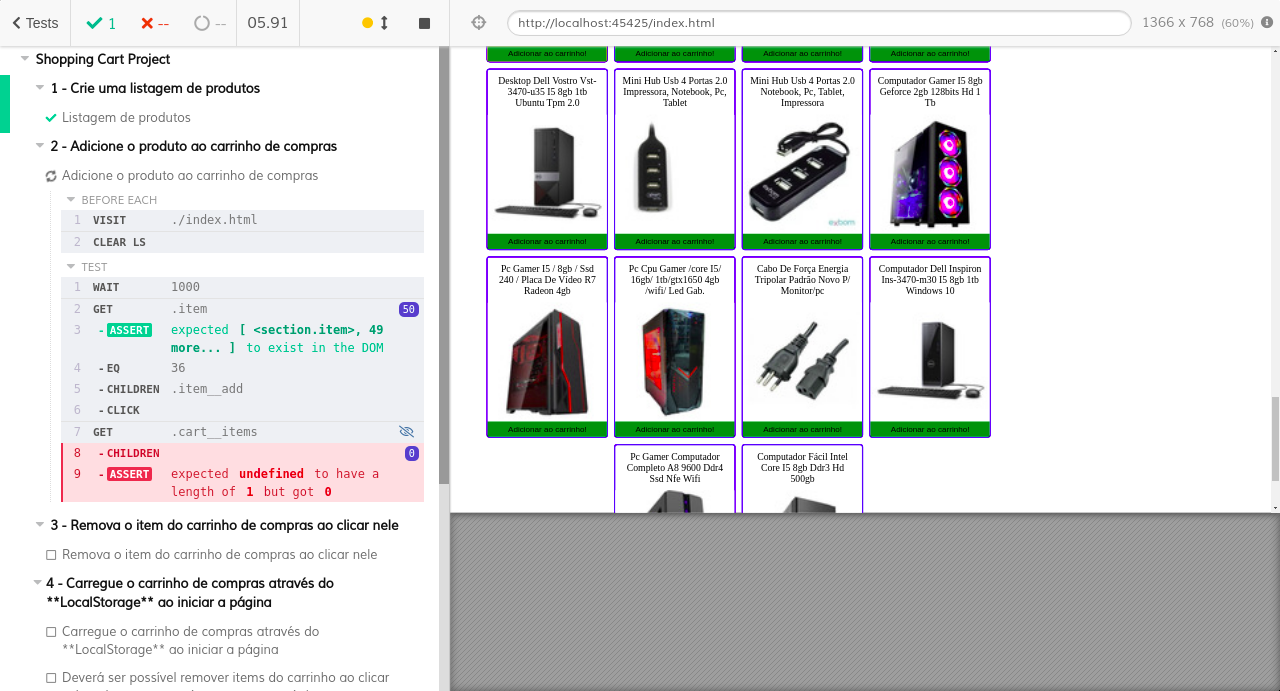 Tests
1
--
--
05.91
http://localhost:45425/index.html
1366 x 768 (60%)
Shopping Cart Project
1 - Crie uma listagem de produtos
Listagem de produtos
2 - Adicione o produto ao carrinho de compras
Adicione o produto ao carrinho de compras
BEFORE EACH
1 VISIT ./index.html
2 CLEAR LS
TEST
1 WAIT 1000
2 GET .item 50
3 - ASSERT expected [ <section.item>, 49
more... ] to exist in the DOM
4 - EQ 36
5 - CHILDREN .item__add
6 - CLICK
7 GET .cart__items
8 - CHILDREN 0
9 - ASSERT expected undefined to have a
length of 1 but got 0
3 - Remova o item do carrinho de compras ao clicar nele
Remova o item do carrinho de compras ao clicar nele
4 - Carregue o carrinho de compras através do
**LocalStorage** ao iniciar a página
Carregue o carrinho de compras através do
**LocalStorage** ao iniciar a página
Deverá ser possível remover items do carrinho ao clicar
Adicionar ao carrinho! Adicionar ao carrinho! Adicionar ao carrinho! Adicionar ao carrinho!
Desktop Dell Vostro Vst-
3470-u35 I5 8gb 1tb
Ubuntu Tpm 2.0
Adicionar ao carrinho!
Mini Hub Usb 4 Portas 2.0
Impressora, Notebook, Pc,
Tablet
Adicionar ao carrinho!
Mini Hub Usb 4 Portas 2.0
Notebook, Pc, Tablet,
Impressora
exbom
Adicionar ao carrinho!
Computador Gamer I5 8gb
Geforce 2gb 128bits Hd 1
Tb
Adicionar ao carrinho!
Pc Gamer I5 / 8gb / Ssd
240 / Placa De Vídeo R7
Radeon 4gb
Adicionar ao carrinho!
Pc Cpu Gamer /core I5/
16gb/ 1tb/gtx1650 4gb
/wifi/ Led Gab.
Adicionar ao carrinho!
Cabo De Força Energia
Tripolar Padrão Novo P/
Monitor/pc
Adicionar ao carrinho!
Computador Dell Inspiron
Ins-3470-m30 I5 8gb 1tb
Windows 10
Adicionar ao carrinho!
Pc Gamer Computador
Completo A8 9600 Ddr4
Ssd Nfe Wifi
Computador Fácil Intel
Core I5 8gb Ddr3 Hd
500gb